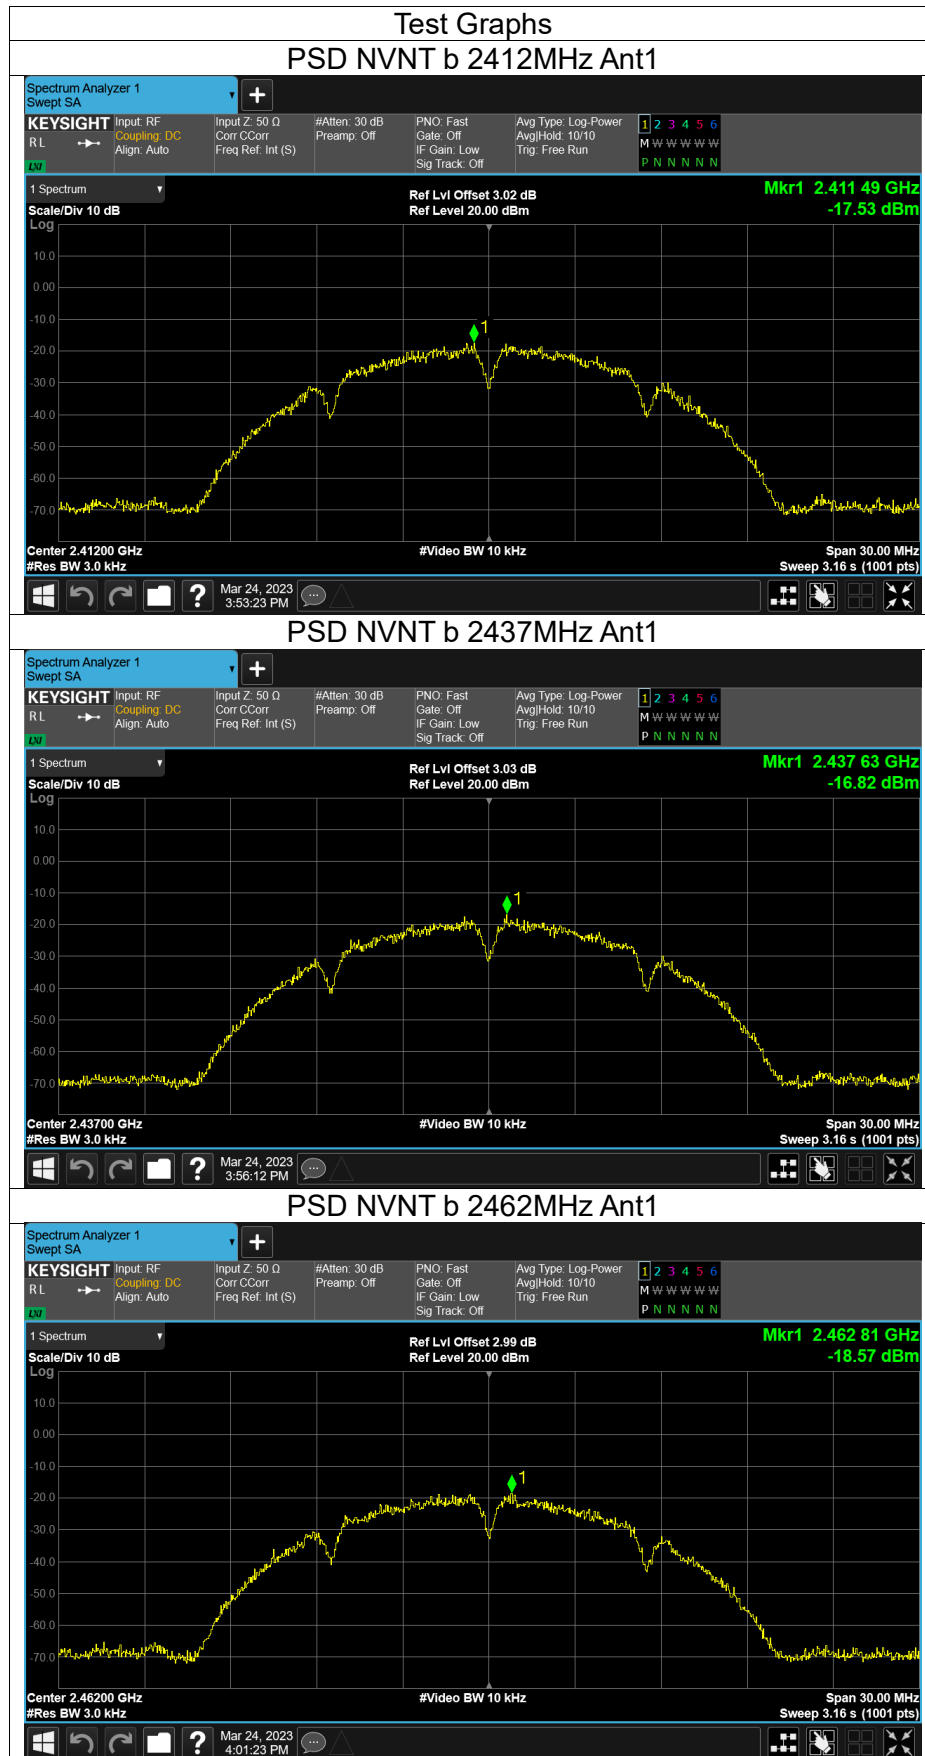 Test Graphs
PSD NVNT b 2412MHz Ant1
Spectrum Analyzer 1
Swept SA
KEYSIGHT Input: RF Input Z: 50 Ω #Atten: 30 dB PNO: Fast Avg Type: Log-Power 1 2 3 4 5 6
RL Coupling: DC Corr CCorr Preamp: Off Gate: Off Avg|Hold: 10/10 M W W W W W
Align: Auto Freq Ref: Int (S) IF Gain: Low Trig: Free Run
LXI Sig Track: Off P N N N N N
1 Spectrum Ref Lvl Offset 3.02 dB Mkr1 2.411 49 GHz
Scale/Div 10 dB Ref Level 20.00 dBm -17.53 dBm
Log
10.0
0.00
-10.0
1
-20.0
-30.0
-40.0
-50.0
-60.0
-70.0
Center 2.41200 GHz #Video BW 10 kHz Span 30.00 MHz
#Res BW 3.0 kHz Sweep 3.16 s (1001 pts)
? Mar 24, 2023
3:53:23 PM
PSD NVNT b 2437MHz Ant1
Spectrum Analyzer 1
Swept SA
KEYSIGHT Input: RF Input Z: 50 Ω #Atten: 30 dB PNO: Fast Avg Type: Log-Power 1 2 3 4 5 6
RL Coupling: DC Corr CCorr Preamp: Off Gate: Off Avg|Hold: 10/10 M W W W W W
Align: Auto Freq Ref: Int (S) IF Gain: Low Trig: Free Run
LXI Sig Track: Off P N N N N N
1 Spectrum Ref Lvl Offset 3.03 dB Mkr1 2.437 63 GHz
Scale/Div 10 dB Ref Level 20.00 dBm -16.82 dBm
Log
10.0
0.00
-10.0
1
-20.0
-30.0
-40.0
-50.0
-60.0
-70.0
Center 2.43700 GHz #Video BW 10 kHz Span 30.00 MHz
#Res BW 3.0 kHz Sweep 3.16 s (1001 pts)
? Mar 24, 2023
3:56:12 PM
PSD NVNT b 2462MHz Ant1
Spectrum Analyzer 1
Swept SA
KEYSIGHT Input: RF Input Z: 50 Ω #Atten: 30 dB PNO: Fast Avg Type: Log-Power 1 2 3 4 5 6
RL Coupling: DC Corr CCorr Preamp: Off Gate: Off Avg|Hold: 10/10 M W W W W W
Align: Auto Freq Ref: Int (S) IF Gain: Low Trig: Free Run
LXI Sig Track: Off P N N N N N
1 Spectrum Ref Lvl Offset 2.99 dB Mkr1 2.462 81 GHz
Scale/Div 10 dB Ref Level 20.00 dBm -18.57 dBm
Log
10.0
0.00
-10.0
1
-20.0
-30.0
-40.0
-50.0
-60.0
-70.0
Center 2.46200 GHz #Video BW 10 kHz Span 30.00 MHz
#Res BW 3.0 kHz Sweep 3.16 s (1001 pts)
? Mar 24, 2023
4:01:23 PM